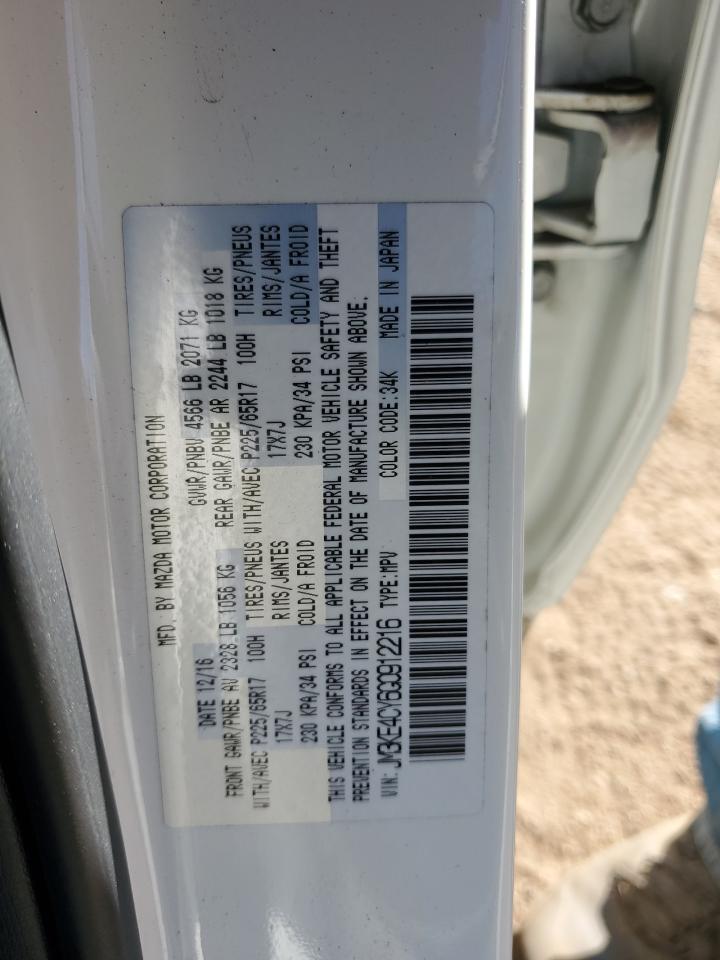 MFD. BY MAZDA MOTOR CORPORATION
DATE 12/16 GVWR/PNBV 4566 LB 2071 KG
FRONT GAWR/PNBE AV 2328 LB 1056 KG REAR GAWR/PNBE AR 2244 LB 1018 KG
WITH/AVEC P225/65R17 100H TIRES/PNEUS WITH/AVEC P225/65R17 100H TIRES/PNEUS
17X7J RIMS/JANTES 17X7J RIMS/JANTES
230 KPA/34 PSI COLD/A FROID 230 KPA/34 PSI COLD/A FROID
THIS VEHICLE CONFORMS TO ALL APPLICABLE FEDERAL MOTOR VEHICLE SAFETY AND THEFT
PREVENTION STANDARDS IN EFFECT ON THE DATE OF MANUFACTURE SHOWN ABOVE.
VIN: JM3KE4CY6G0912216 TYPE:MPV COLOR CODE:34K MADE IN JAPAN